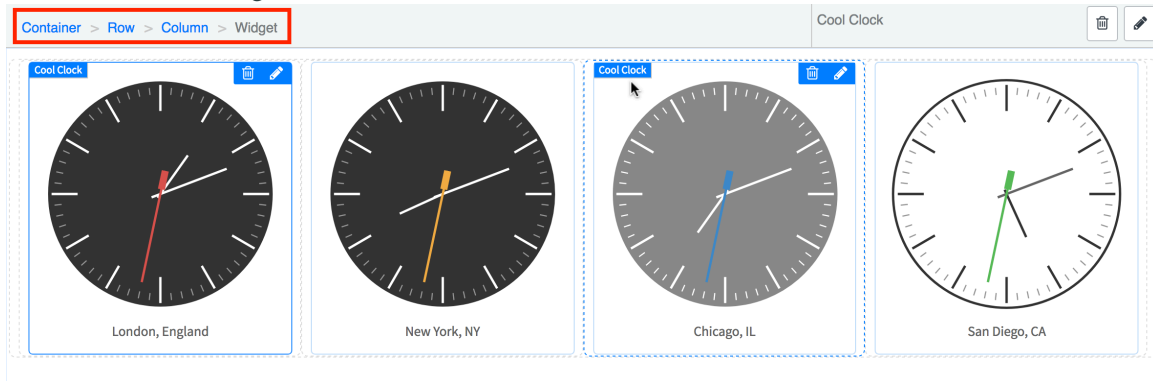 Container > Row > Column > Widget
Cool Clock
Cool Clock
Cool Clock
London, England
New York, NY
Chicago, IL
San Diego, CA